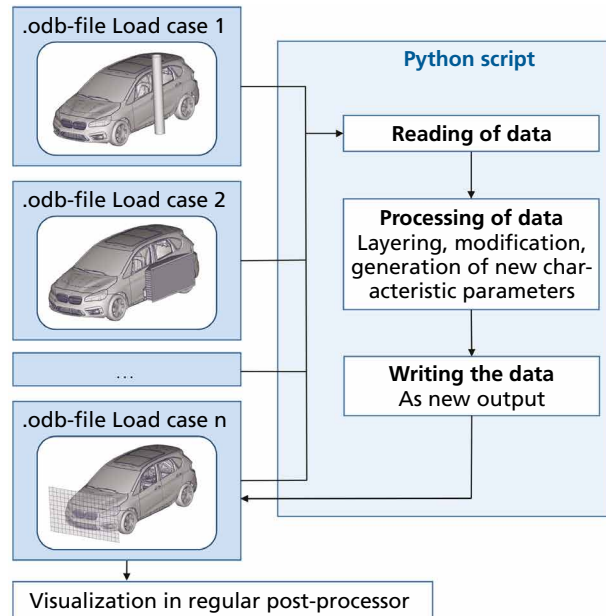 .odb-file Load case 1
.odb-file Load case 2
...
.odb-file Load case n
Python script
Reading of data
Processing of data
Layering, modification,
generation of new char-
acteristic parameters
Writing the data
As new output
Visualization in regular post-processor